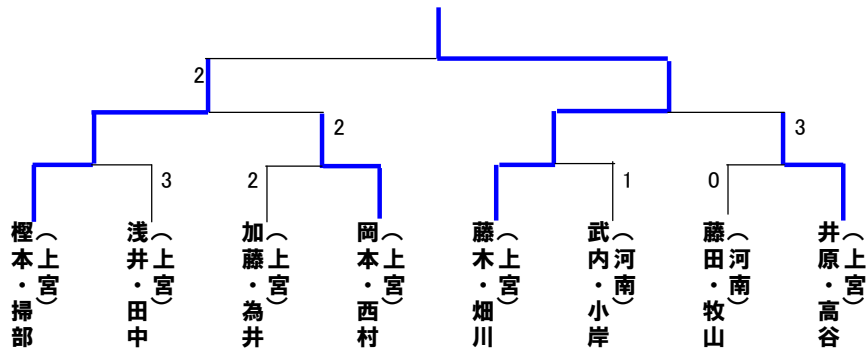 2
2
3
3
2
1
0
樫本・掃部
(上宮)
浅井・田中
(上宮)
加藤・為井
(上宮)
岡本・西村
(上宮)
藤木・畑川
(上宮)
武内・小岸
(河南)
藤田・牧山
(河南)
井原・高谷
(上宮)